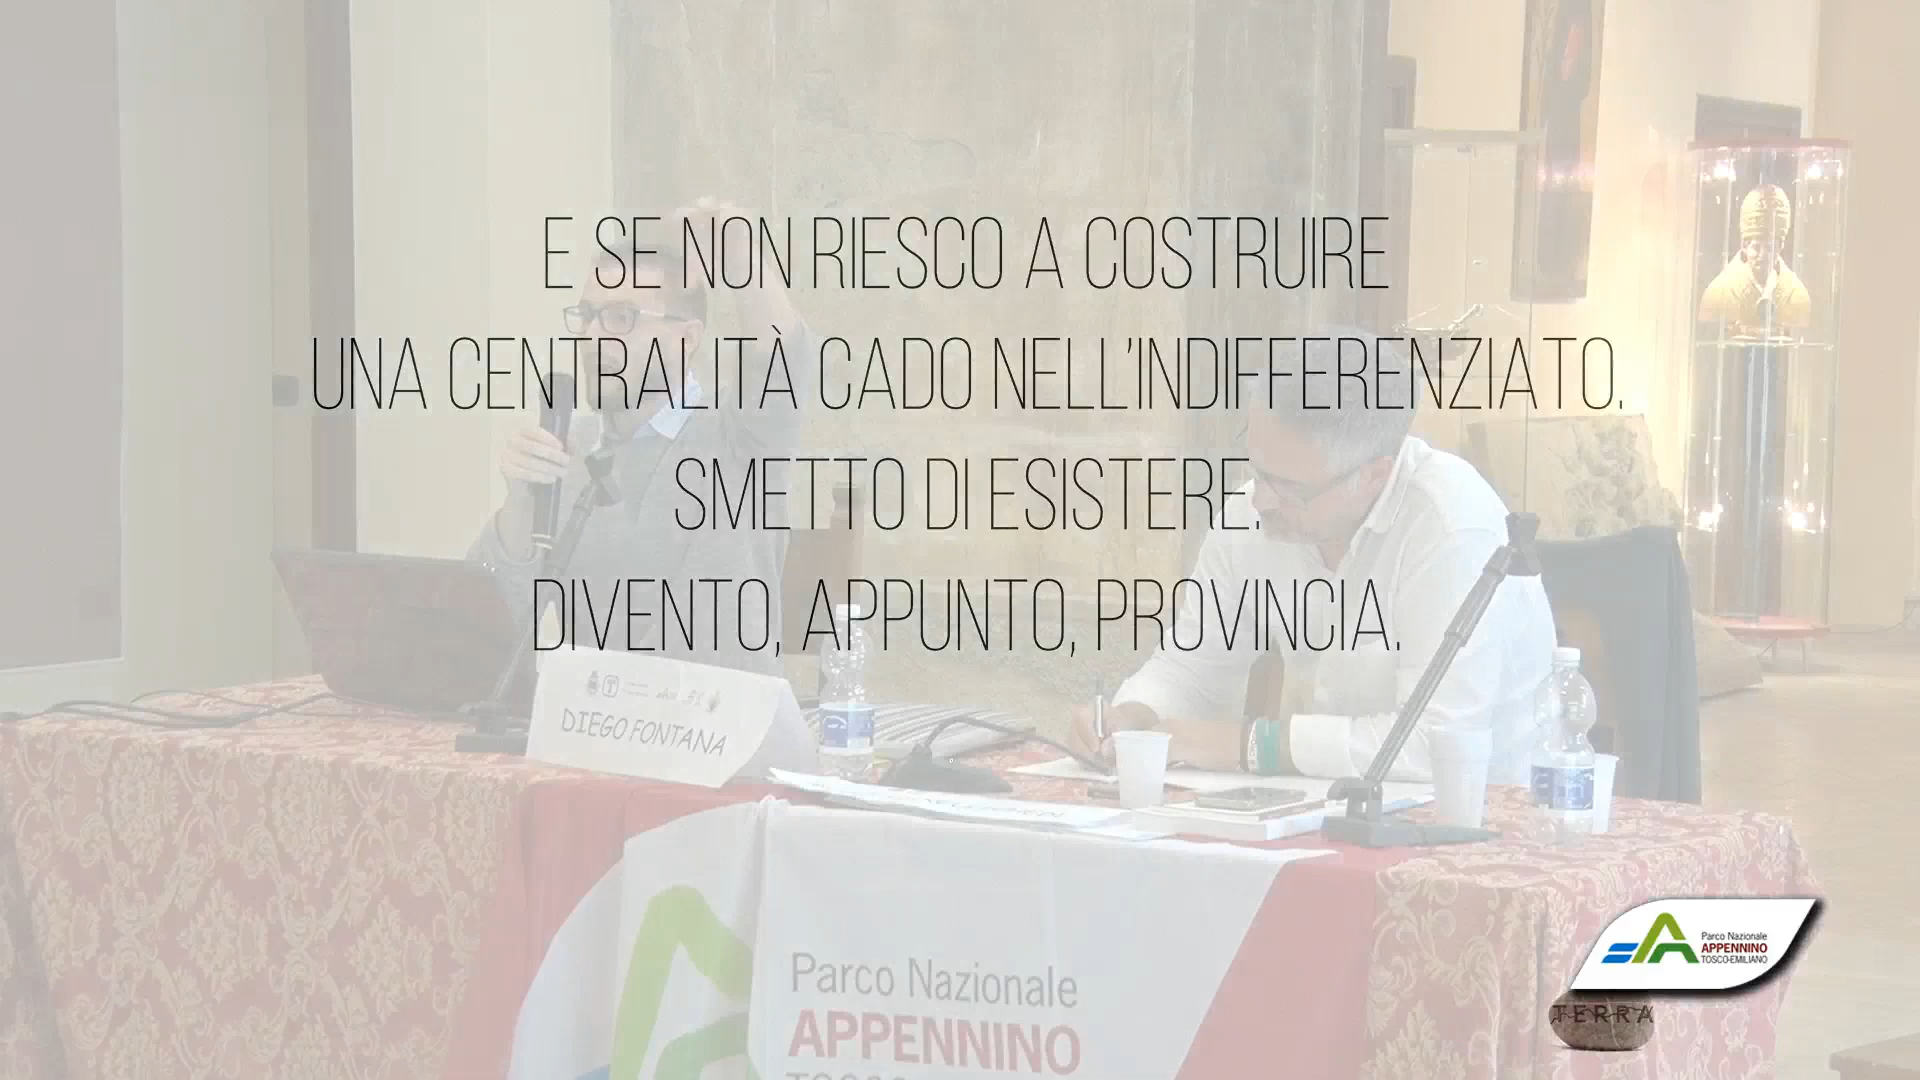 E SE NON RIESCO A COSTRUIRE
UNA CENTRALITÀ CADO NELL'INDIFFERENZIATO.
SMETTO DI ESISTERE.
DIVENTO, APPUNTO, PROVINCIA.
DIEGO FONTANA
Parco Nazionale
APPENNINO
Parco Nazionale
APPENNINO
TOSCO-EMILIANO
TERRA